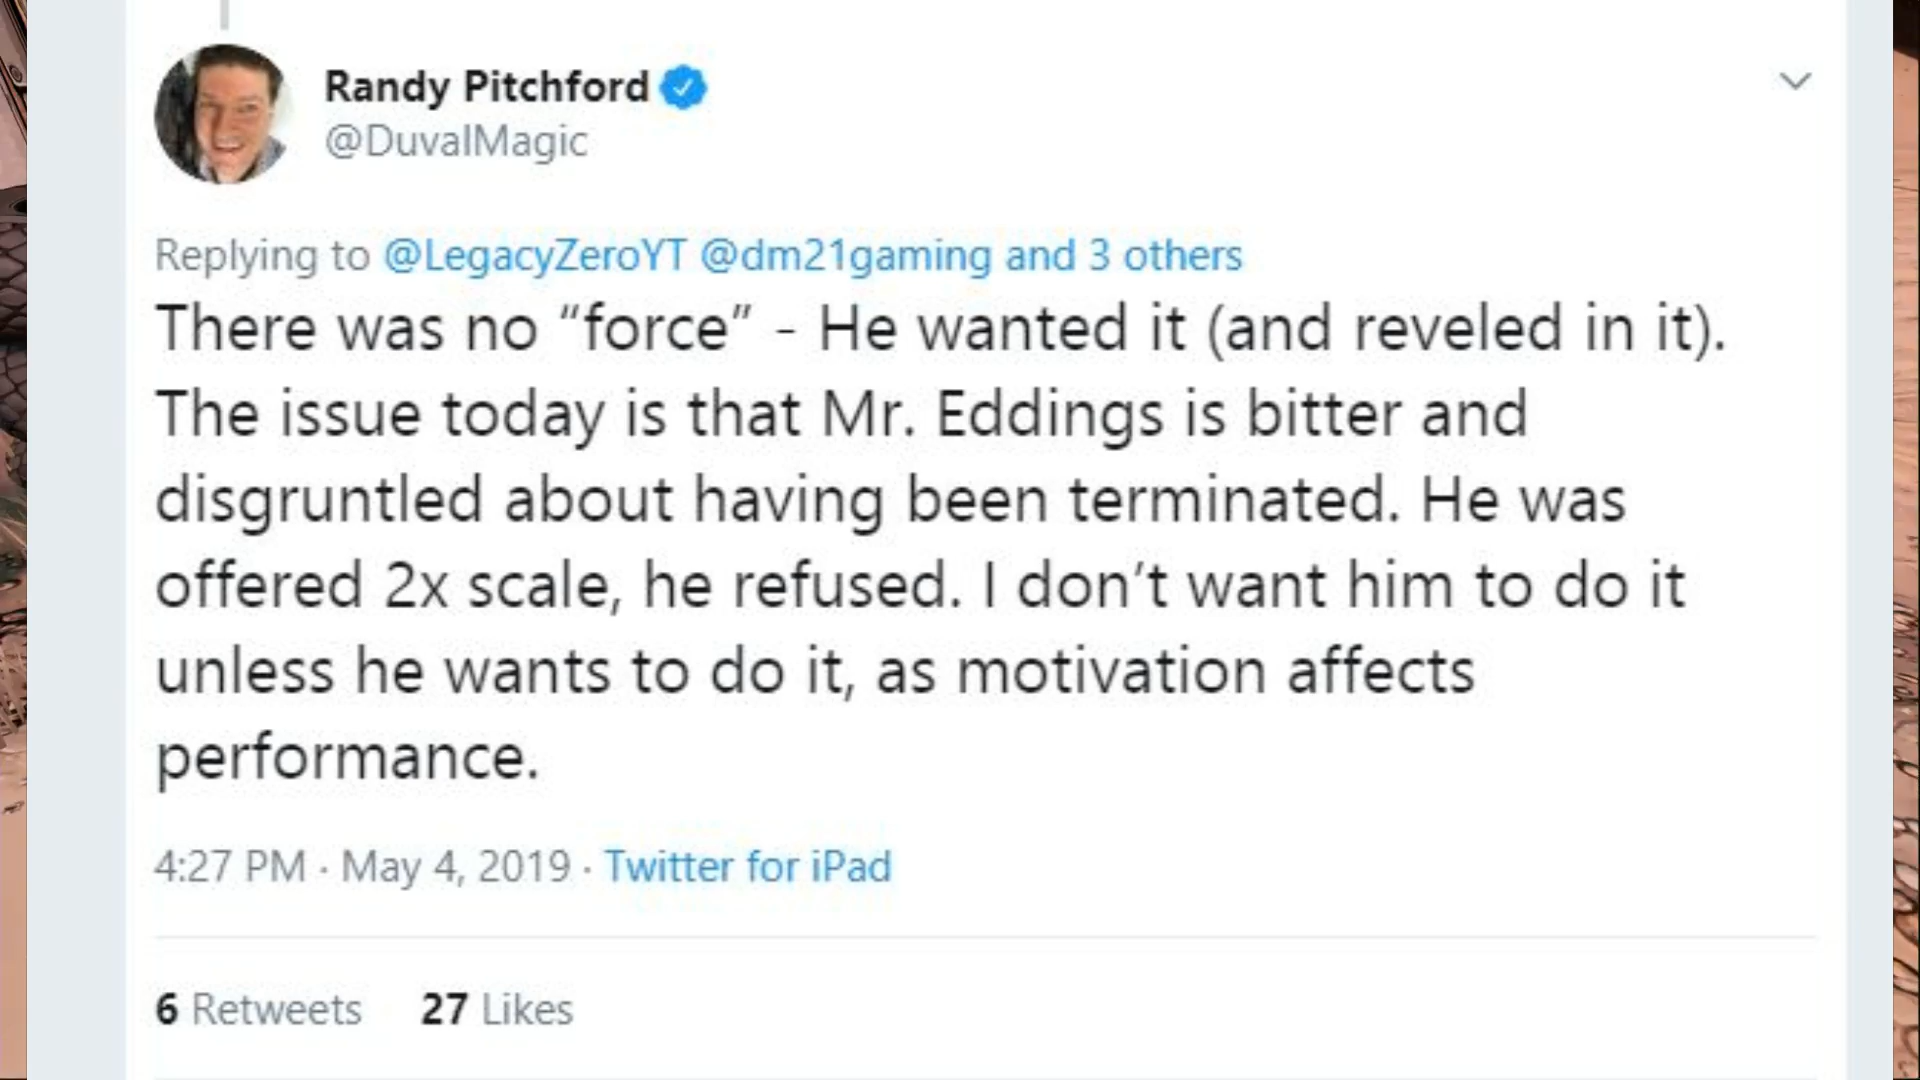 Randy Pitchford
@DuvalMagic
Replying to @LegacyZeroYT @dm21gaming and 3 others
There was no “force” - He wanted it (and reveled in it).
The issue today is that Mr. Eddings is bitter and
disgruntled about having been terminated. He was
offered 2x scale, he refused. I don’t want him to do it
unless he wants to do it, as motivation affects
performance.
4:27 PM · May 4, 2019 · Twitter for iPad
6 Retweets 27 Likes